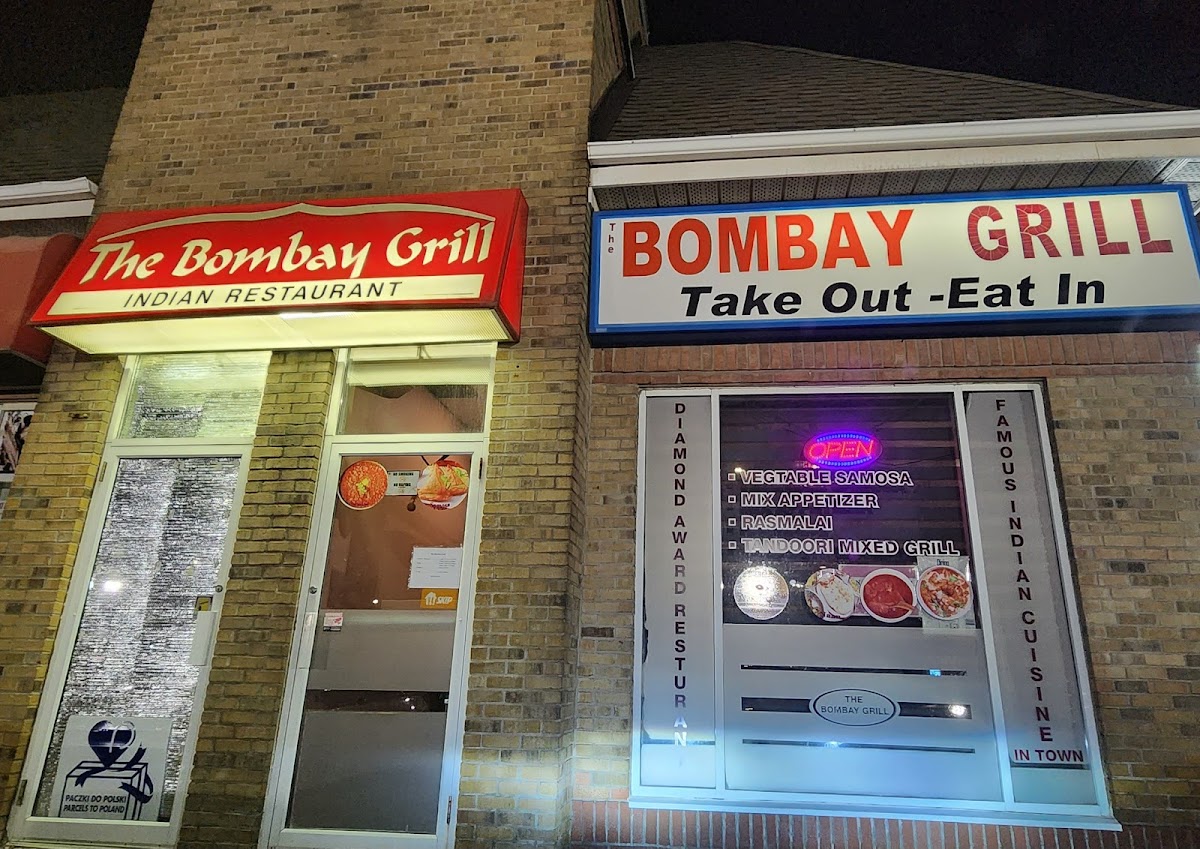 The Bombay Grill
INDIAN RESTAURANT
The
BOMBAY GRILL
Take Out -Eat In
NO SMOKING
SKIP
PACZKI DO POLSKI
PARCELS TO POLAND
DIAMOND AWARD RESTURANT
OPEN
VEGTABLE SAMOSA
MIX APPETIZER
RASMALAI
TANDOORI MIXED GRILL
THE
BOMBAY GRILL
FAMOUS INDIAN CUISINE
IN TOWN